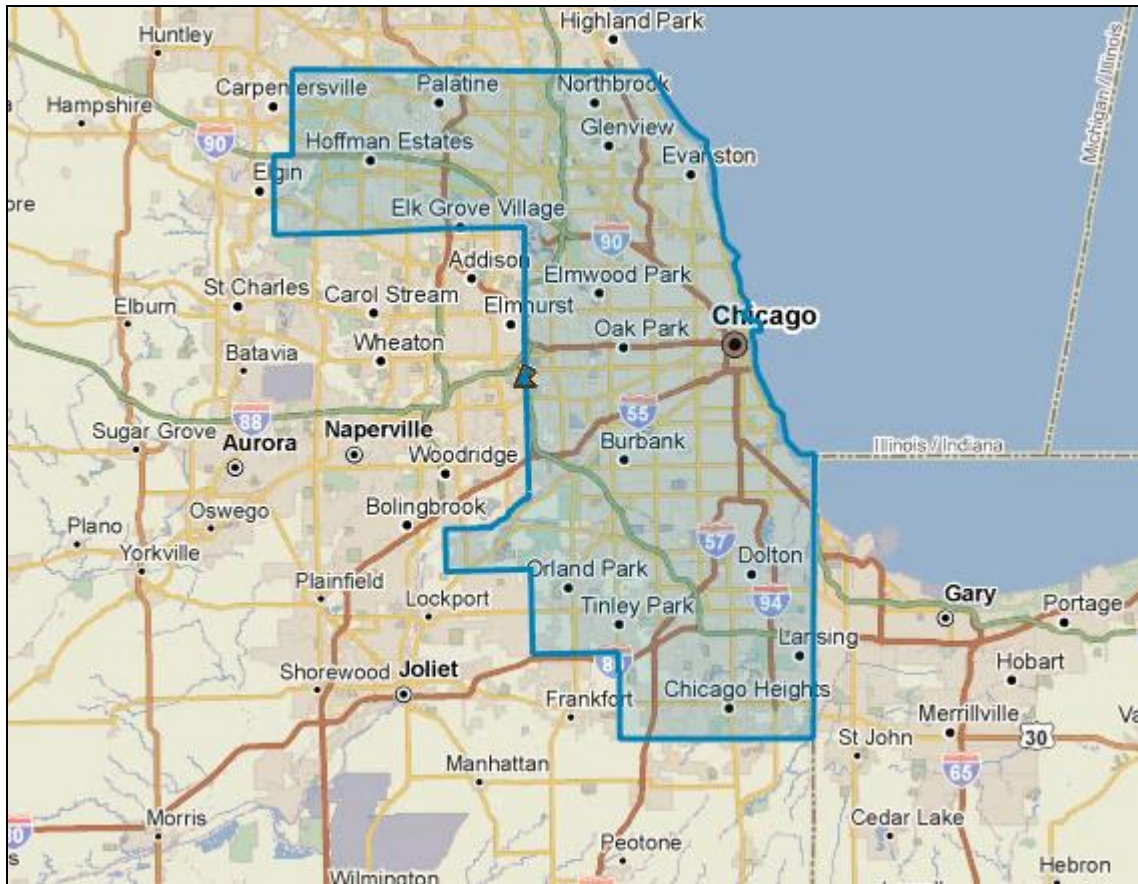 Highland Park
Huntley
Michigan / Illinois
Carpentersville
Palatine
Northbrook
Hampshire
Glenview
90
Hoffman Estates
Evanston
Elgin
ore
Elk Grove Village
90
Addison
Elmwood Park
St Charles
Carol Stream
Elburn
Elmhurst
Chicago
Oak Park
Wheaton
Batavia
88
55
Sugar Grove
Naperville
Aurora
Burbank
Illinois / Indiana
Woodridge
Oswego
Bolingbrook
Plano
57
Yorkville
Dolton
Plainfield
Orland Park
94
Lockport
Tinley Park
Gary
Portage
Lansing
Shorewood
Joliet
Hobart
Frankfort
Chicago Heights
Merrillville
Va
St John
30
Manhattan
65
Morris
Cedar Lake
Peotone
s
Wilmington
Hebron